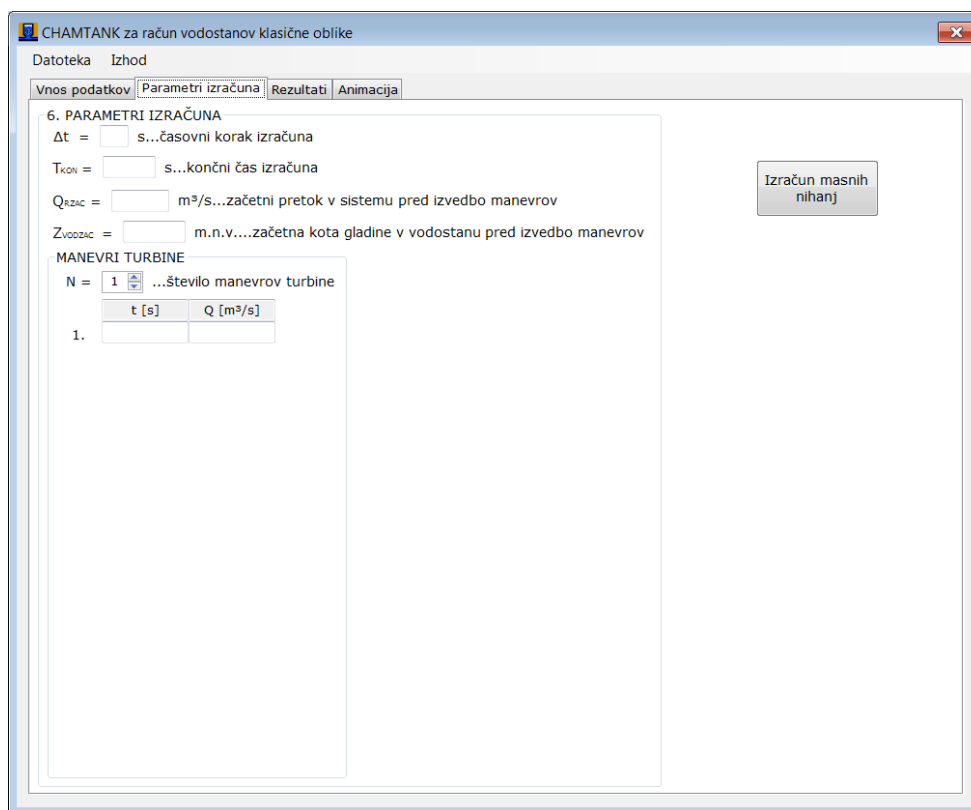 CHAMTANK za račun vodostanov klasične oblike
Datoteka Izhod
Vnos podatkov Parametri izračuna Rezultati Animacija
6. PARAMETRI IZRAČUNA
Δt = s...časovni korak izračuna
TKON = s...končni čas izračuna
QRZAC = m³/s...začetni pretok v sistemu pred izvedbo manevrov
ZVODZAC = m.n.v....začetna kota gladine v vodostanu pred izvedbo manevrov
Izračun masnih
nihanj
MANEVRI TURBINE
N = 1 ...število manevrov turbine
t [s] Q [m³/s]
1.